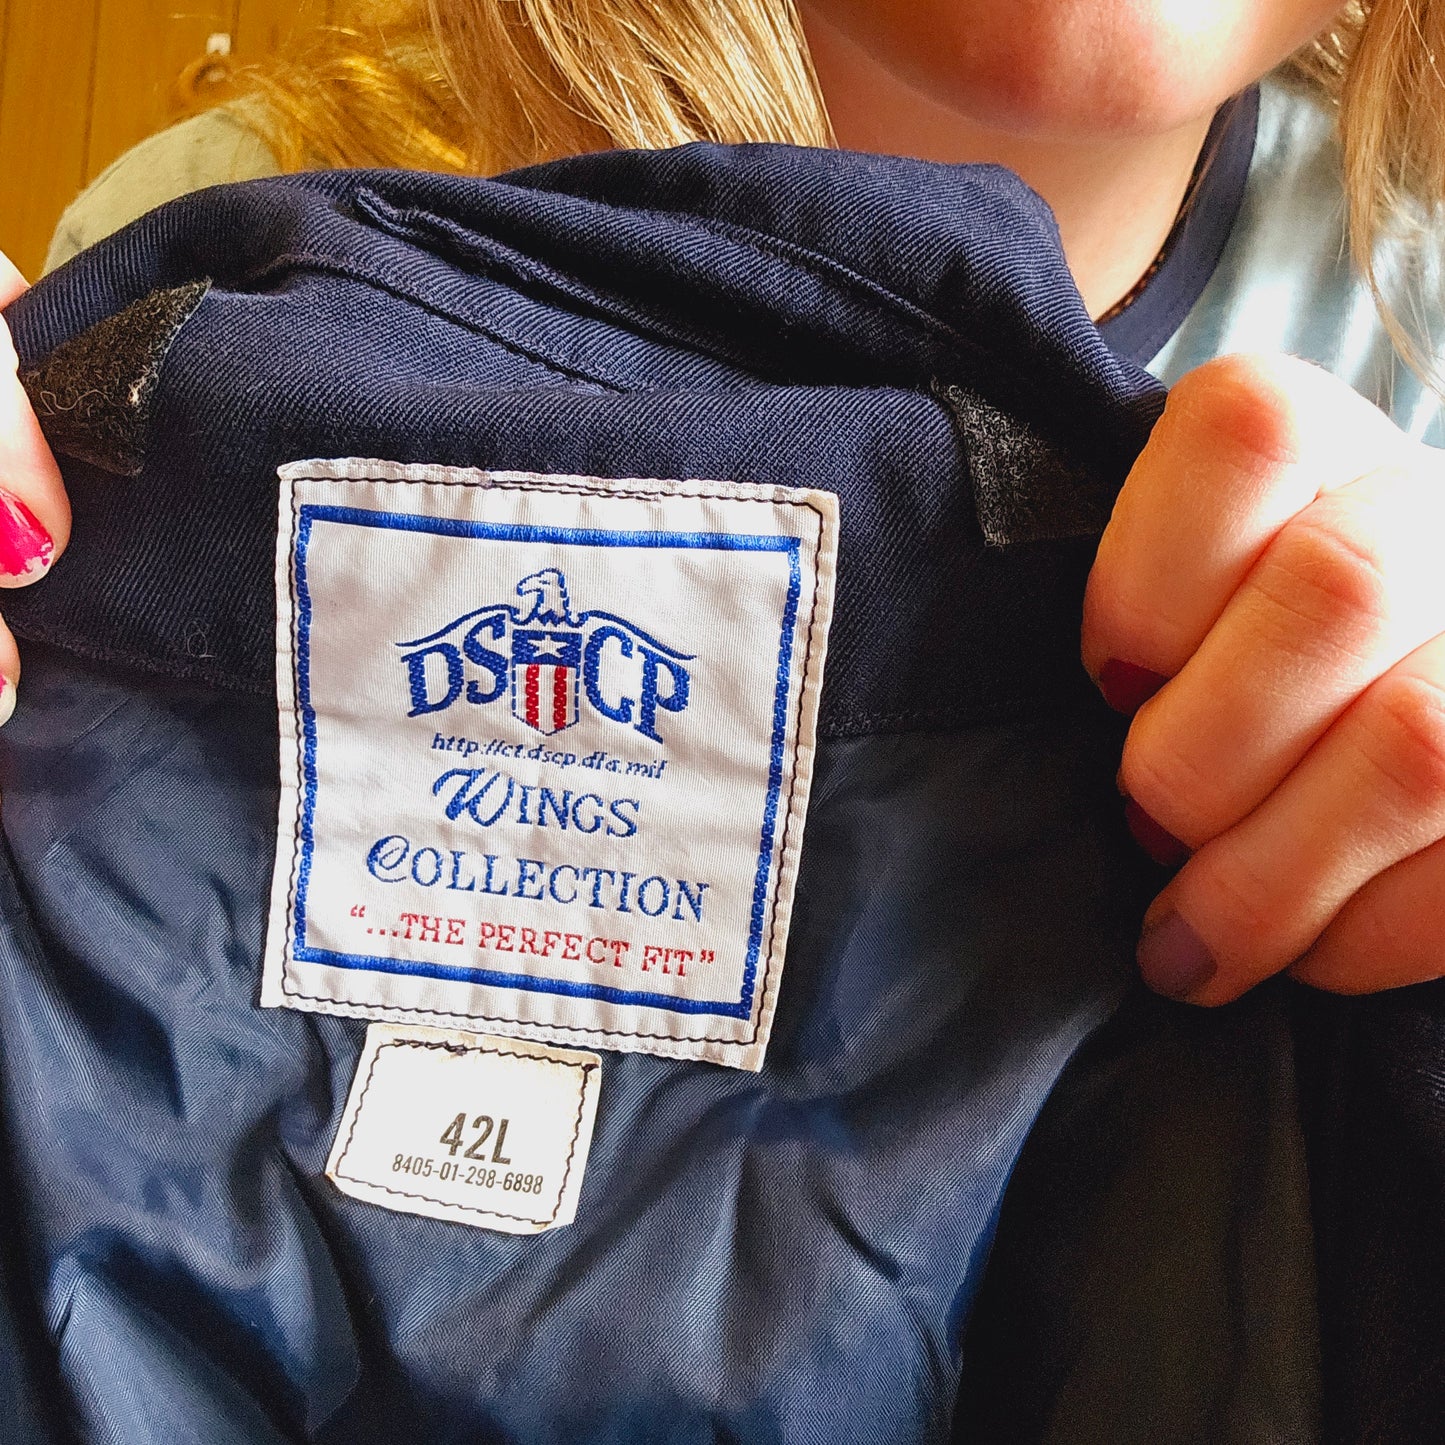 DSCP
http://ct.dscp.dla.mil
WINGS
COLLECTION
“...THE PERFECT FIT”
42L
8405-01-298-6898